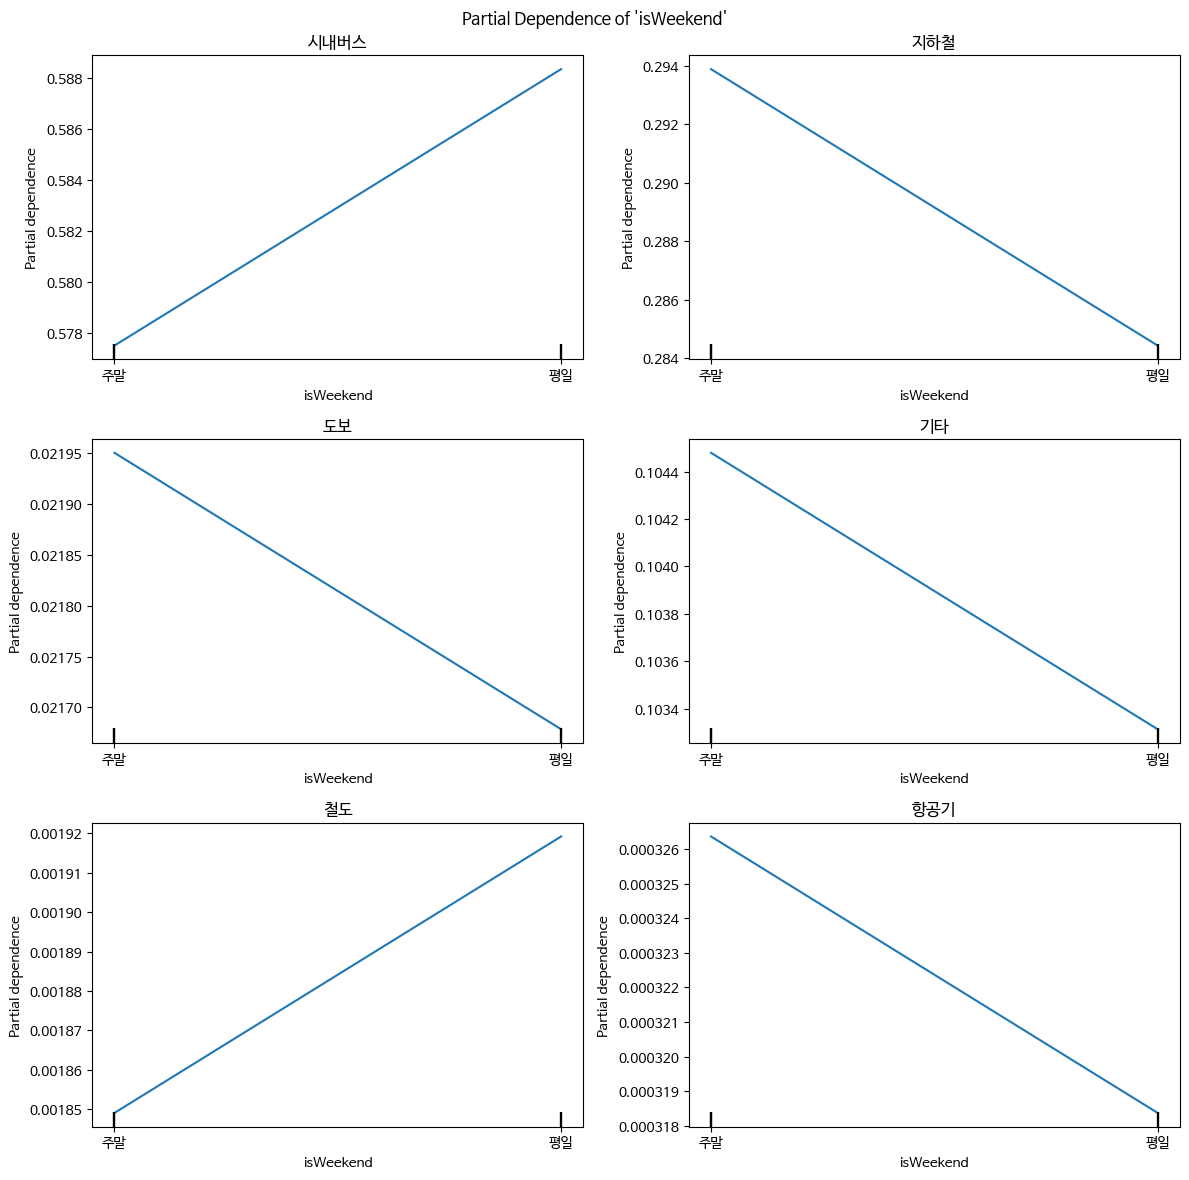 Partial Dependence of 'isWeekend'
시내버스
0.588
0.586
0.584
0.582
0.580
0.578
Partial dependence
주말 평일
isWeekend
지하철
0.294
0.292
0.290
0.288
0.286
0.284
Partial dependence
주말 평일
isWeekend
도보
0.02195
0.02190
0.02185
0.02180
0.02175
0.02170
Partial dependence
주말 평일
isWeekend
기타
0.1044
0.1042
0.1040
0.1038
0.1036
0.1034
Partial dependence
주말 평일
isWeekend
철도
0.00192
0.00191
0.00190
0.00189
0.00188
0.00187
0.00186
0.00185
Partial dependence
주말 평일
isWeekend
항공기
0.000326
0.000325
0.000324
0.000323
0.000322
0.000321
0.000320
0.000319
0.000318
Partial dependence
주말 평일
isWeekend